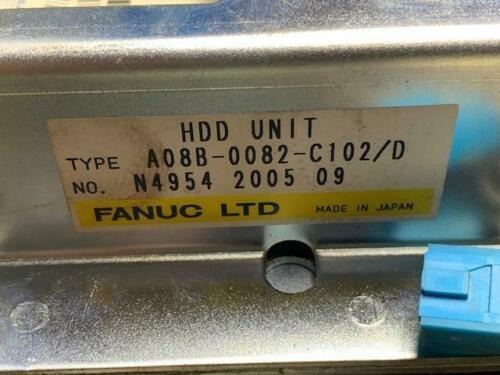 HDD UNIT
TYPE A08B-0082-C102/D
NO. N4954 2005 09
FANUC LTD MADE IN JAPAN